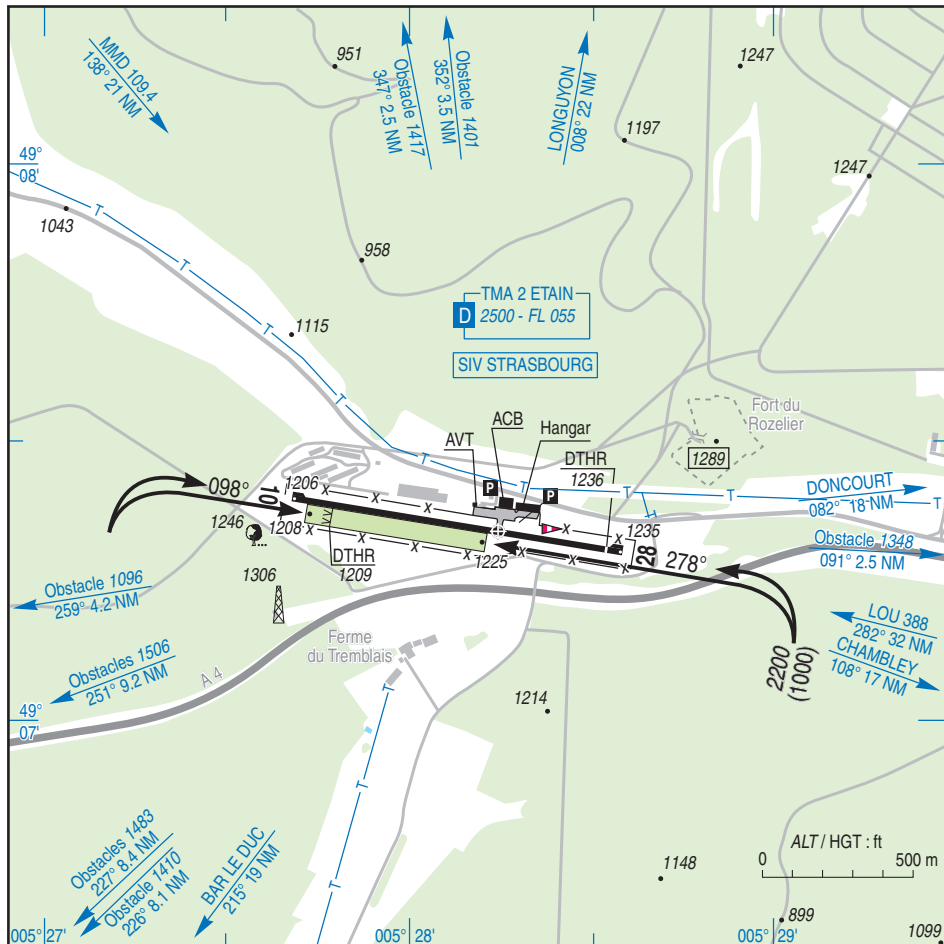 951
1247
MMD 109.4
138° 21 NM
Obstacle 1417
347° 2.5 NM
Obstacle 1401
352° 3.5 NM
LONGUYON
008° 22 NM
1197
49°
08'
1247
T
1043
958
T
TMA 2 ETAIN
D
2500 - FL 055
1115
T
SIV STRASBOURG
T
Fort du
Rozelier
ACB
AVT
Hangar
T
DTHR
1236
1289
T
T
T
T
T
DONCOURT
082° 18 NM
098°
10
1206
x
x
x
P
P
1246
1208
x
x
x
x
1235
x
x
x
x
x
1225
28
278°
DTHR
1209
Obstacle 1348
091° 2.5 NM
1306
Obstacle 1096
259° 4.2 NM
LOU 388
282° 32 NM
CHAMBLEY
108° 17 NM
Ferme
du Tremblais
Obstacles 1506
251° 9.2 NM
A 4
2200
(1000)
T
1214
49°
07'
T
Obstacles 1483
227° 8.4 NM
Obstacle 1410
226° 8.1 NM
BAR LE DUC
215° 19 NM
T
1148
ALT / HGT : ft
0
500 m
899
005° 27'
005° 28'
005° 29'
1099